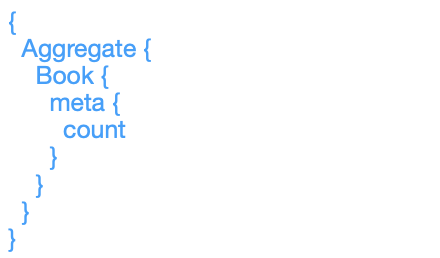 {
  Aggregate {
    Book {
      meta {
        count
      }
    }
  }
}